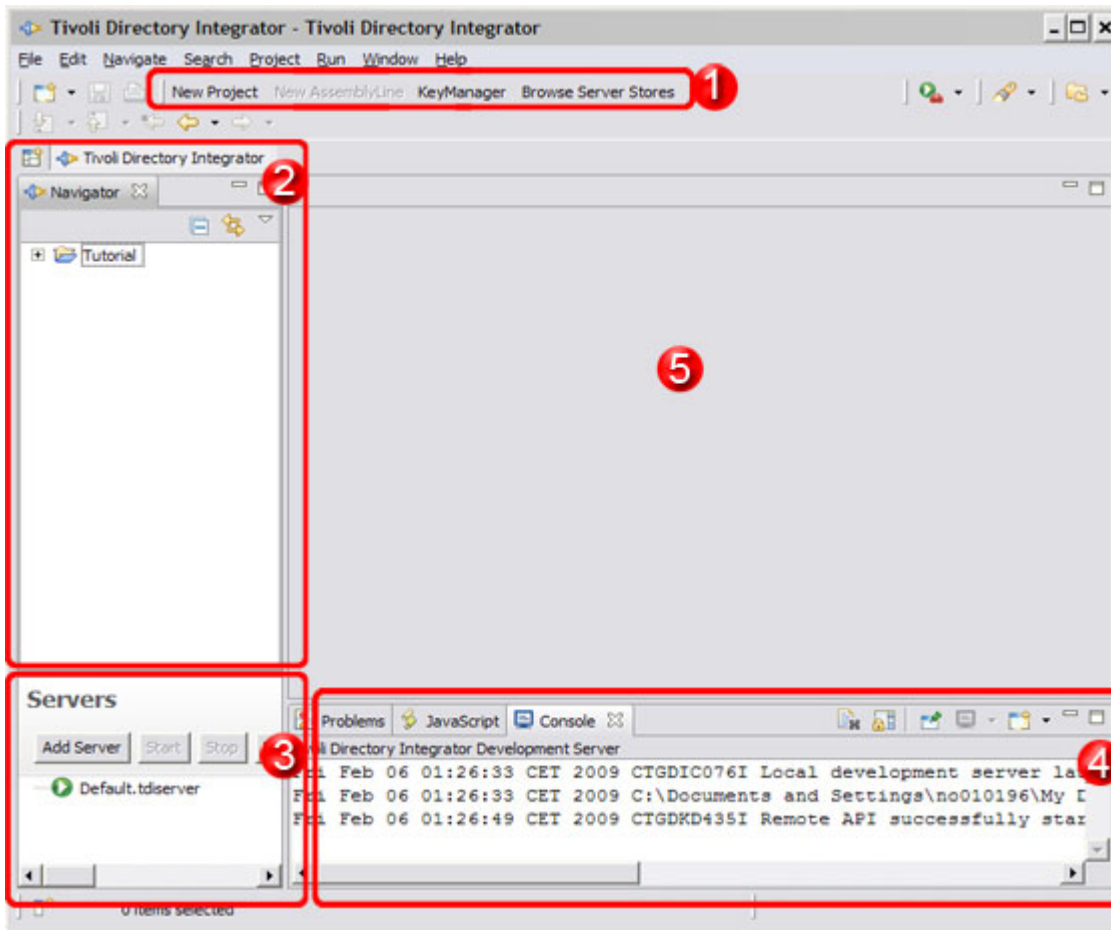 Tivoli Directory Integrator - Tivoli Directory Integrator
File Edit Navigate Search Project Run Window Help
New Project New AssemblyLine KeyManager Browse Server Stores
1
Tivoli Directory Integrator
2
Navigator
Tutorial
5
Servers
Add Server Start Stop
3
Default.tdiserver
Problems JavaScript Console
4
Directory Integrator Development Server
Fri Feb 06 01:26:33 CET 2009 CTGDIC076I Local development server
Fri Feb 06 01:26:33 CET 2009 C:\Documents and Settings\no010196\My
Fri Feb 06 01:26:49 CET 2009 CTGDKD435I Remote API successfully
0 items selected